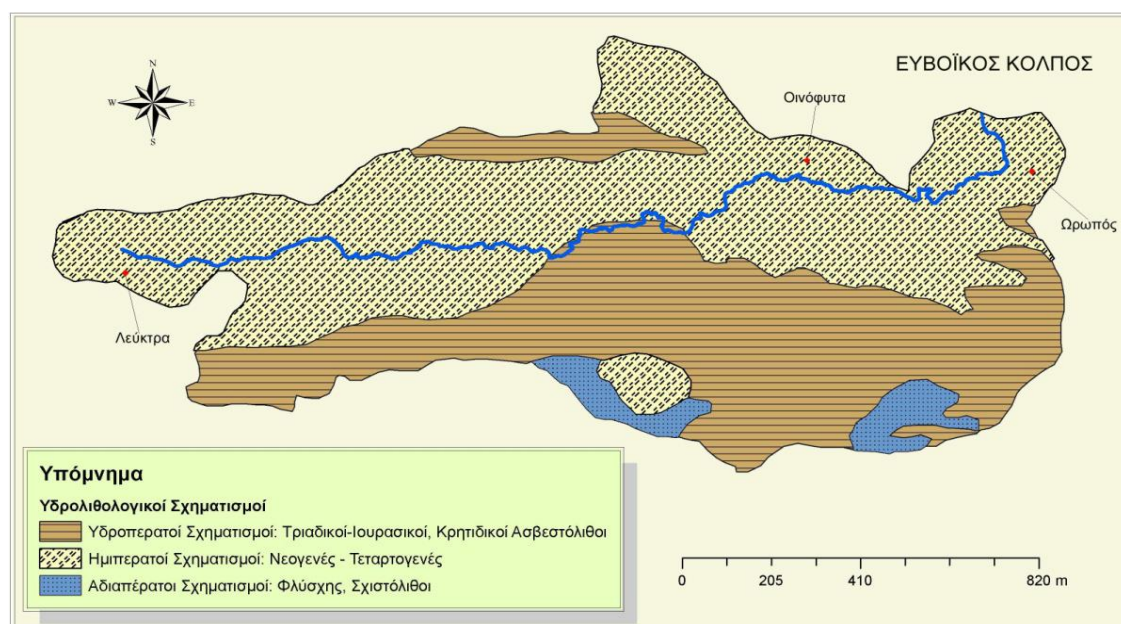 N
W E
S
ΕΥΒΟΪΚΟΣ ΚΟΛΠΟΣ
Οινόφυτα
Ωρωπός
Λεύκτρα
Υπόμνημα
Υδρολιθολογικοί Σχηματισμοί
Υδροπερατοί Σχηματισμοί: Τριαδικοί-Ιουρασικοί, Κρητιδικοί Ασβεστόλιθοι
Ημιπερατοί Σχηματισμοί: Νεογενές - Τεταρτογενές
Αδιαπέρατοι Σχηματισμοί: Φλύσχης, Σχιστόλιθοι
0 205 410 820 m